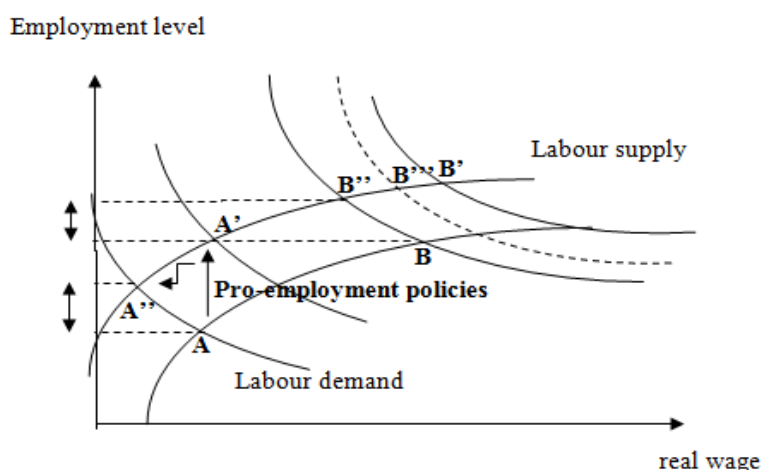 Employment level
Labour supply
B’’ B’’’ B’
A’
B
Pro-employment policies
A’’
A
Labour demand
real wage